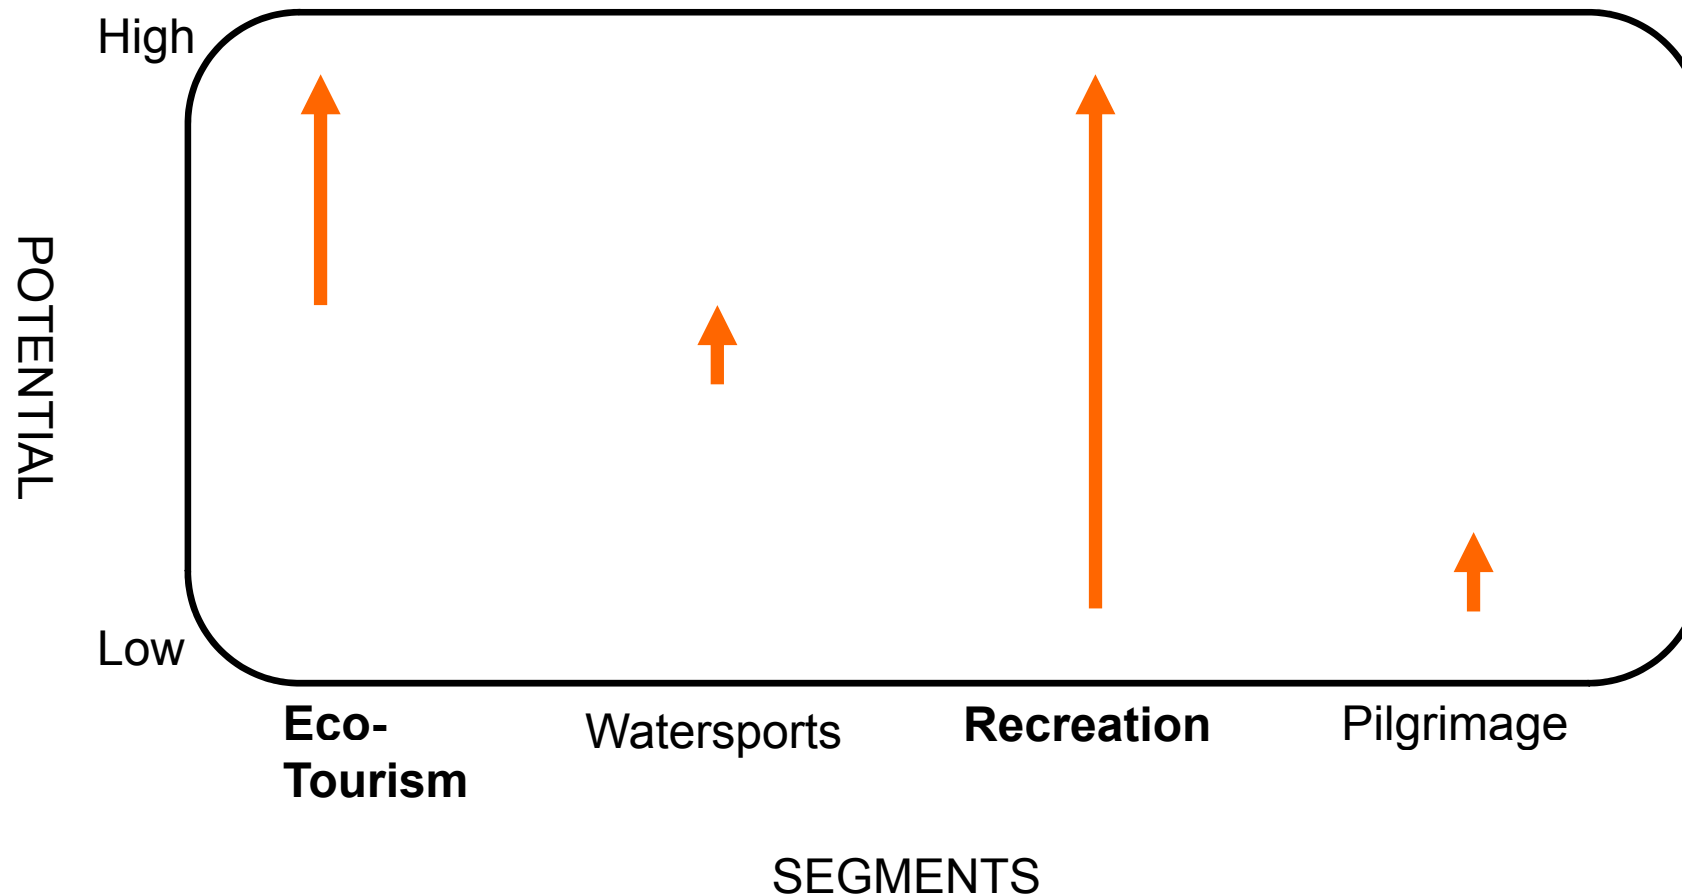 High
POTENTIAL
Low
Eco-
Tourism
Watersports
Recreation
Pilgrimage
SEGMENTS